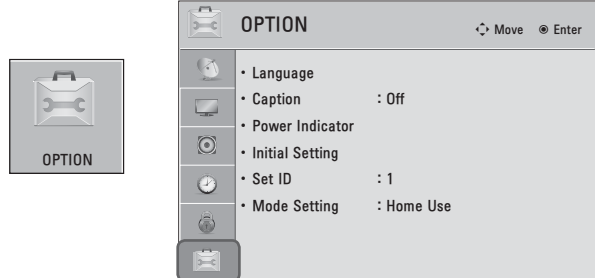 OPTION
OPTION
Move Enter
• Language
• Caption : Off
• Power Indicator
• Initial Setting
• Set ID : 1
• Mode Setting : Home Use